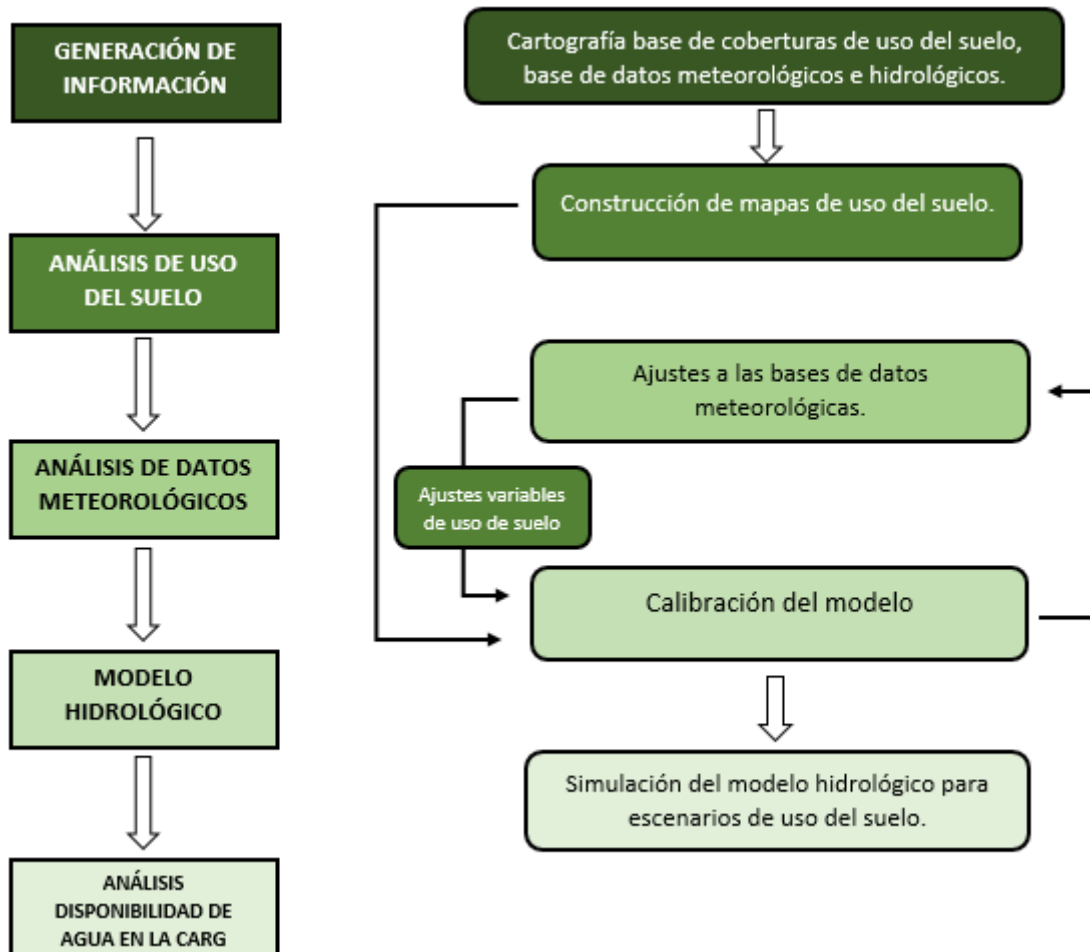 GENERACIÓN DE
INFORMACIÓN
ANÁLISIS DE USO
DEL SUELO
ANÁLISIS DE DATOS
METEOROLÓGICOS
MODELO
HIDROLÓGICO
ANÁLISIS
DISPONIBILIDAD DE
AGUA EN LA CARG
Cartografía base de coberturas de uso del suelo,
base de datos meteorológicos e hidrológicos.
Construcción de mapas de uso del suelo.
Ajustes a las bases de datos
meteorológicas.
Ajustes variables
de uso de suelo
Calibración del modelo
Simulación del modelo hidrológico para
escenarios de uso del suelo.